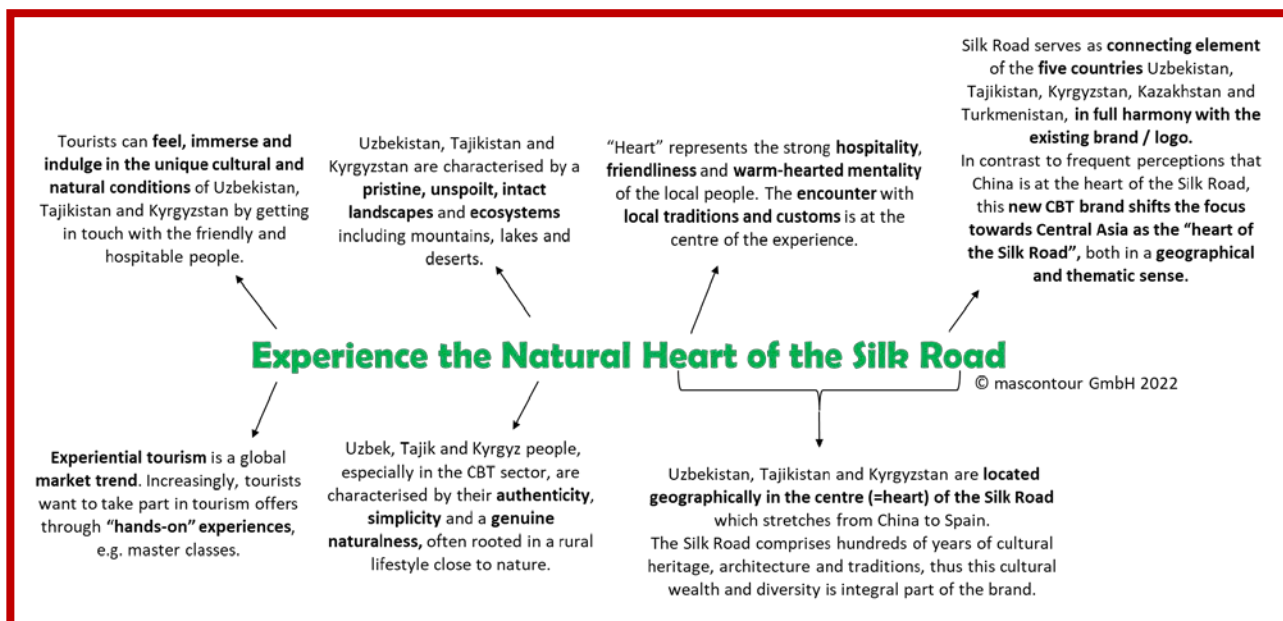 Tourists can feel, immerse and
indulge in the unique cultural and
natural conditions of Uzbekistan,
Tajikistan and Kyrgyzstan by getting
in touch with the friendly and
hospitable people.
Uzbekistan, Tajikistan and
Kyrgyzstan are characterised by a
pristine, unspoilt, intact
landscapes and ecosystems
including mountains, lakes and
deserts.
“Heart” represents the strong hospitality,
friendliness and warm-hearted mentality
of the local people. The encounter with
local traditions and customs is at the
centre of the experience.
Silk Road serves as connecting element
of the five countries Uzbekistan,
Tajikistan, Kyrgyzstan, Kazakhstan and
Turkmenistan, in full harmony with the
existing brand / logo.
In contrast to frequent perceptions that
China is at the heart of the Silk Road,
this new CBT brand shifts the focus
towards Central Asia as the “heart of
the Silk Road”, both in a geographical
and thematic sense.
Experience the Natural Heart of the Silk Road
© mascontour GmbH 2022
Experiential tourism is a global
market trend. Increasingly, tourists
want to take part in tourism offers
through “hands-on” experiences,
e.g. master classes.
Uzbek, Tajik and Kyrgyz people,
especially in the CBT sector, are
characterised by their authenticity,
simplicity and a genuine
naturalness, often rooted in a rural
lifestyle close to nature.
Uzbekistan, Tajikistan and Kyrgyzstan are located
geographically in the centre (=heart) of the Silk Road
which stretches from China to Spain.
The Silk Road comprises hundreds of years of cultural
heritage, architecture and traditions, thus this cultural
wealth and diversity is integral part of the brand.